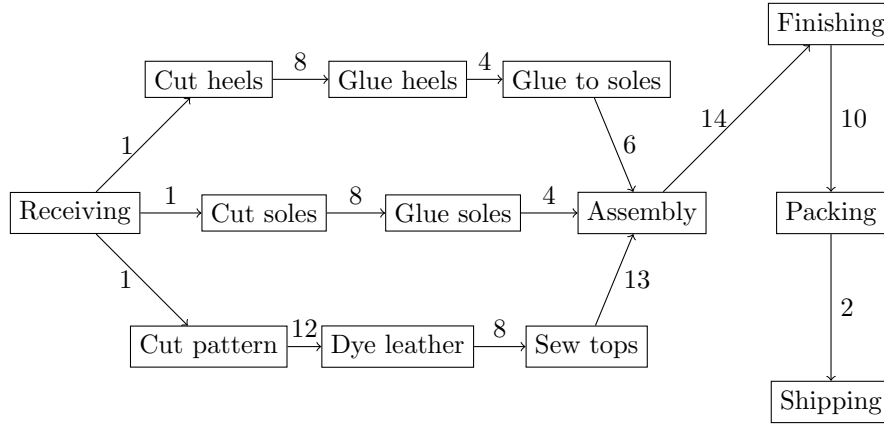 Finishing
Cut heels
8
Glue heels
4
Glue to soles
1
6
14
10
Receiving
1
Cut soles
8
Glue soles
4
Assembly
Packing
1
13
2
Cut pattern
12
Dye leather
8
Sew tops
Shipping